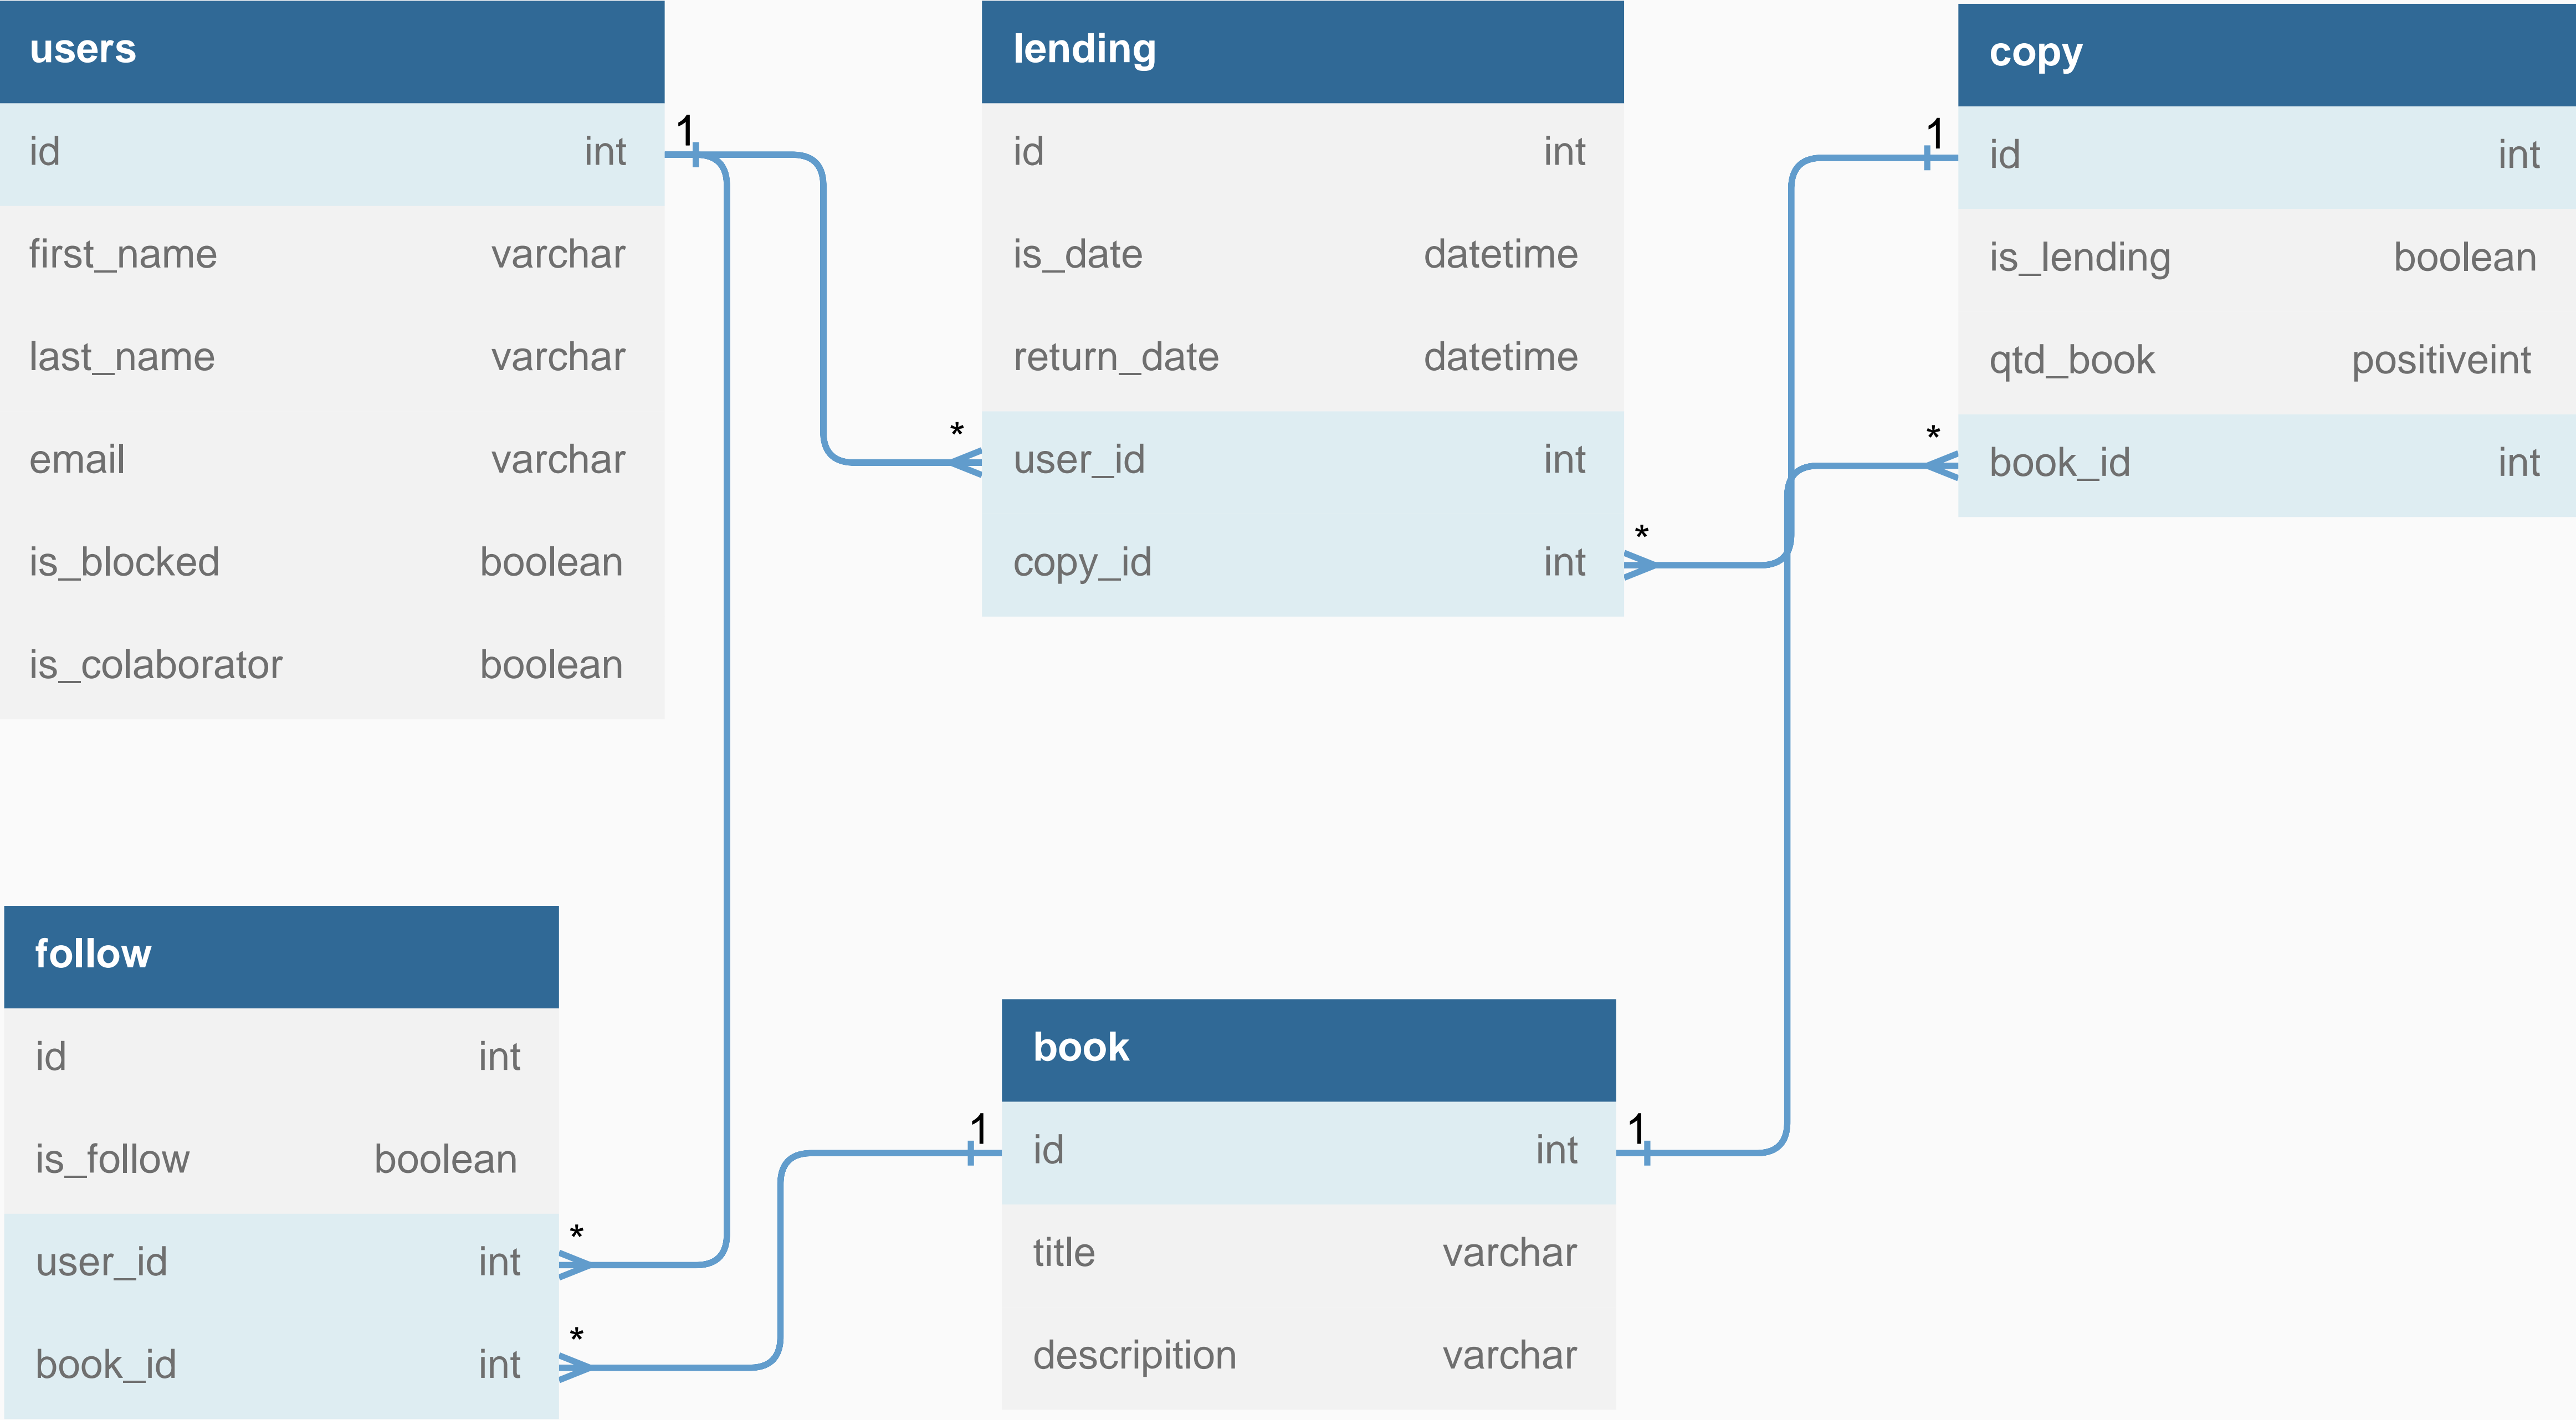 users
id int
first_name varchar
last_name varchar
email varchar
is_blocked boolean
is_colaborator boolean
1
lending
id int
is_date datetime
return_date datetime
* user_id int
copy_id int *
copy
1 id int
is_lending boolean
qtd_book positiveint
* book_id int
follow
id int
is_follow boolean
user_id int *
book_id int *
book
1 id int 1
title varchar
descripition varchar